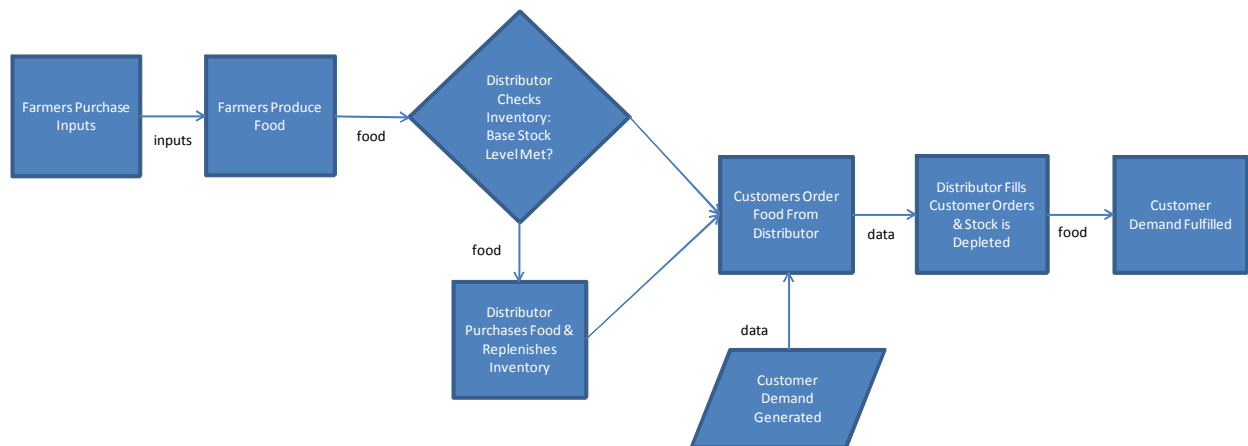 Farmers Purchase
Inputs
inputs
Farmers Produce
Food
food
Distributor
Checks
Inventory:
Base Stock
Level Met?
food
Distributor
Purchases Food &
Replenishes
Inventory
Customers Order
Food From
Distributor
data
Customer
Demand
Generated
data
Distributor Fills
Customer Orders
& Stock is
Depleted
food
Customer
Demand Fulfilled